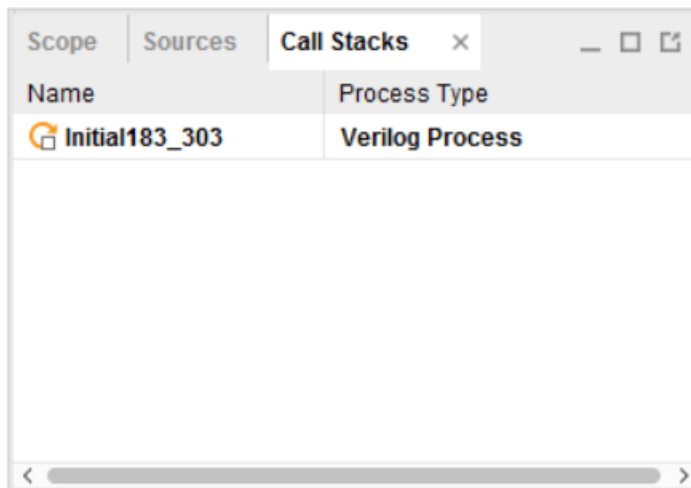 Scope Sources Call Stacks
Name Process Type
Initial183_303 Verilog Process